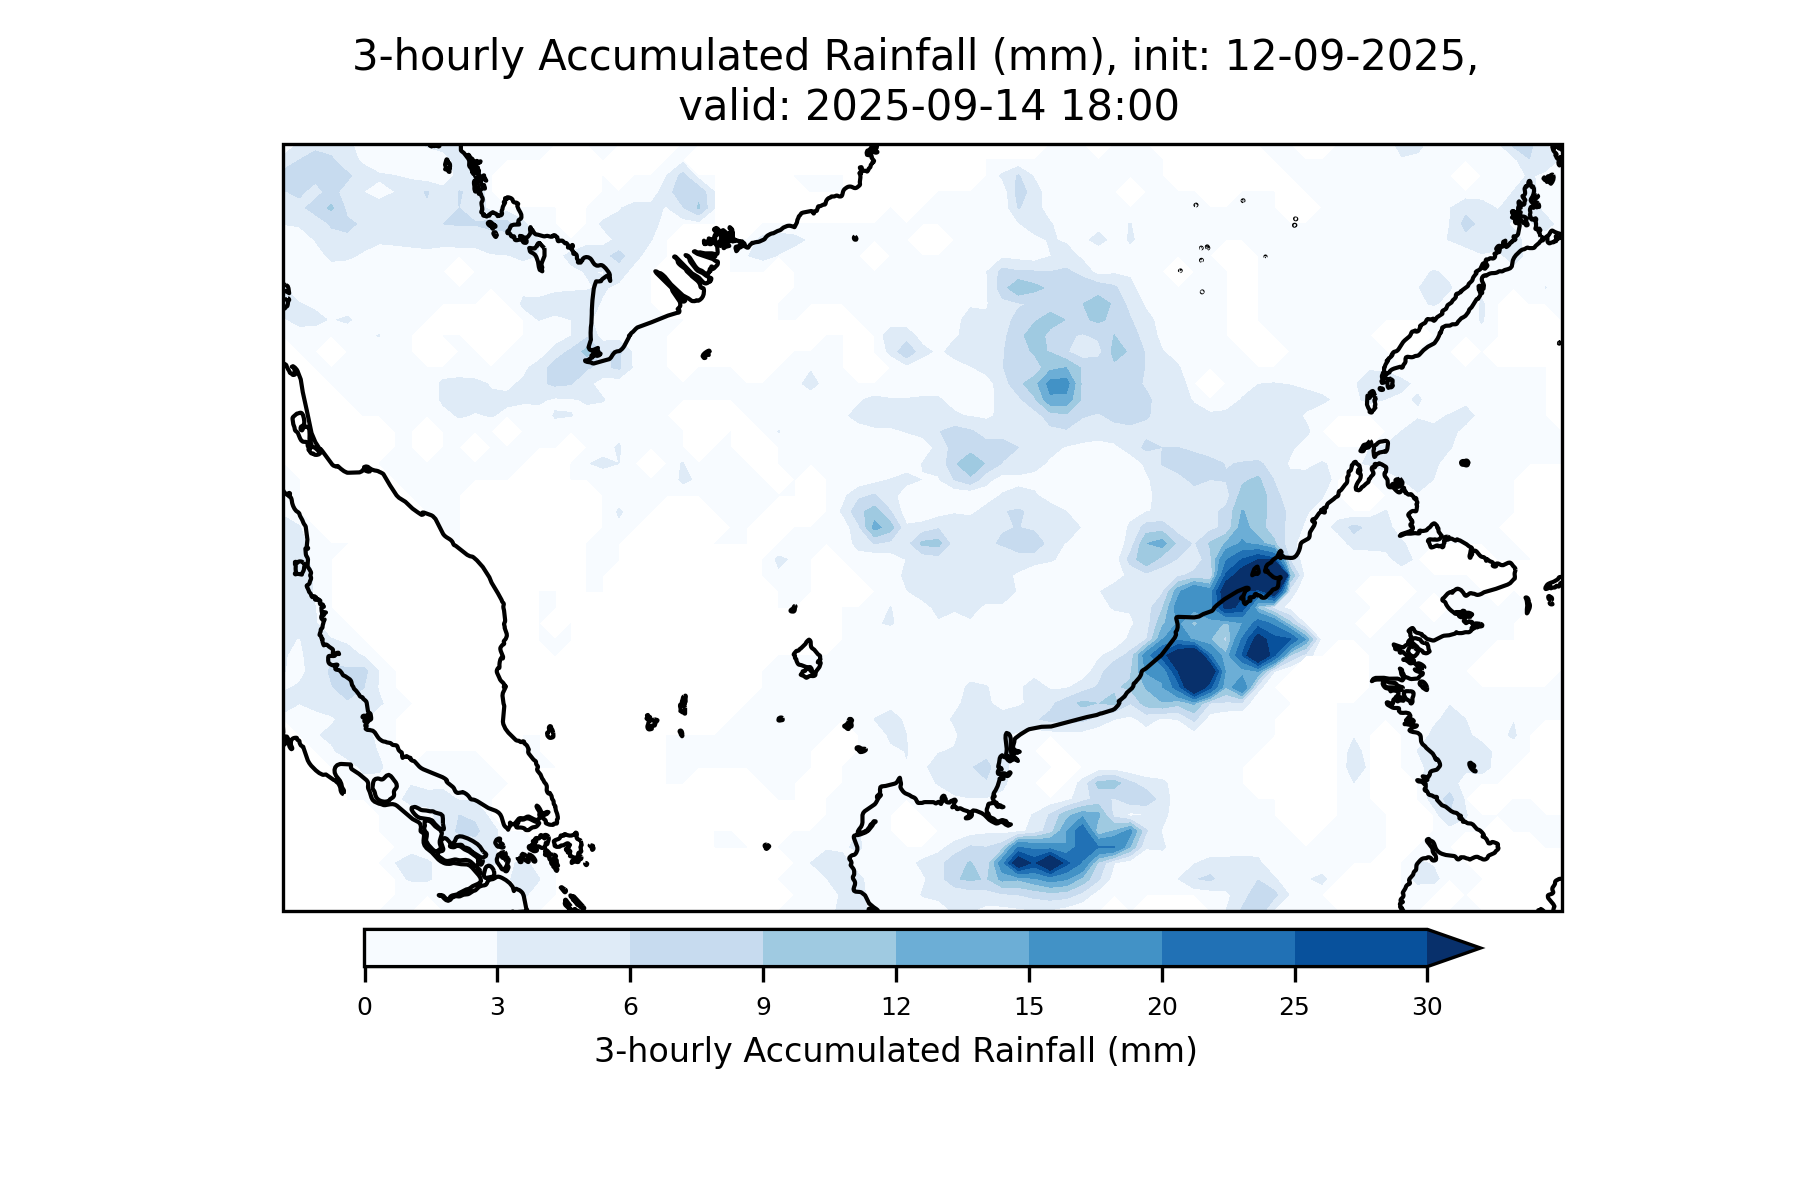 3-hourly Accumulated Rainfall (mm), init: 12-09-2025,
valid: 2025-09-14 18:00
0 3 6 9 12 15 20 25 30
3-hourly Accumulated Rainfall (mm)